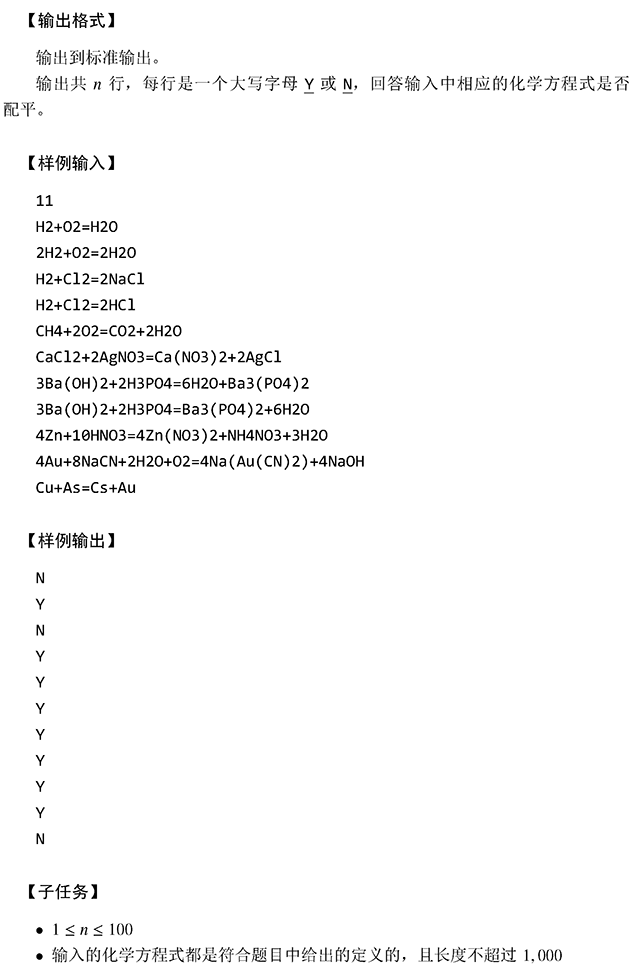 【输出格式】
输出到标准输出。
输出共 n 行，每行是一个大写字母 Y 或 N，回答输入中相应的化学方程式是否
配平。
【样例输入】
11
H2+O2=H2O
2H2+O2=2H2O
H2+Cl2=2NaCl
H2+Cl2=2HCl
CH4+2O2=CO2+2H2O
CaCl2+2AgNO3=Ca(NO3)2+2AgCl
3Ba(OH)2+2H3PO4=6H2O+Ba3(PO4)2
3Ba(OH)2+2H3PO4=Ba3(PO4)2+6H2O
4Zn+10HNO3=4Zn(NO3)2+NH4NO3+3H2O
4Au+8NaCN+2H2O+O2=4Na(Au(CN)2)+4NaOH
Cu+As=Cs+Au
【样例输出】
N
Y
N
Y
Y
Y
Y
Y
Y
Y
N
【子任务】
• 1 ≤ n ≤ 100
• 输入的化学方程式都是符合题目中给出的定义的，且长度不超过 1,000